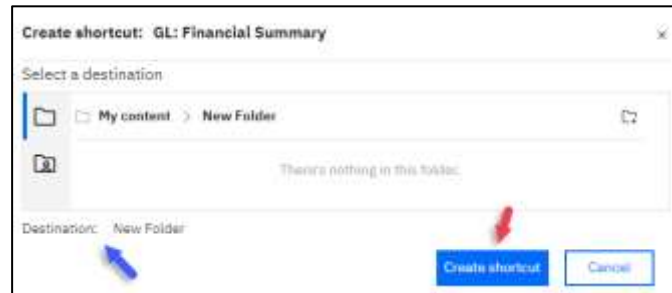 Create shortcut: GL: Financial Summary
Select a destination
My content > New Folder
There's nothing in this folder.
Destination: New Folder
Create shortcut
Cancel